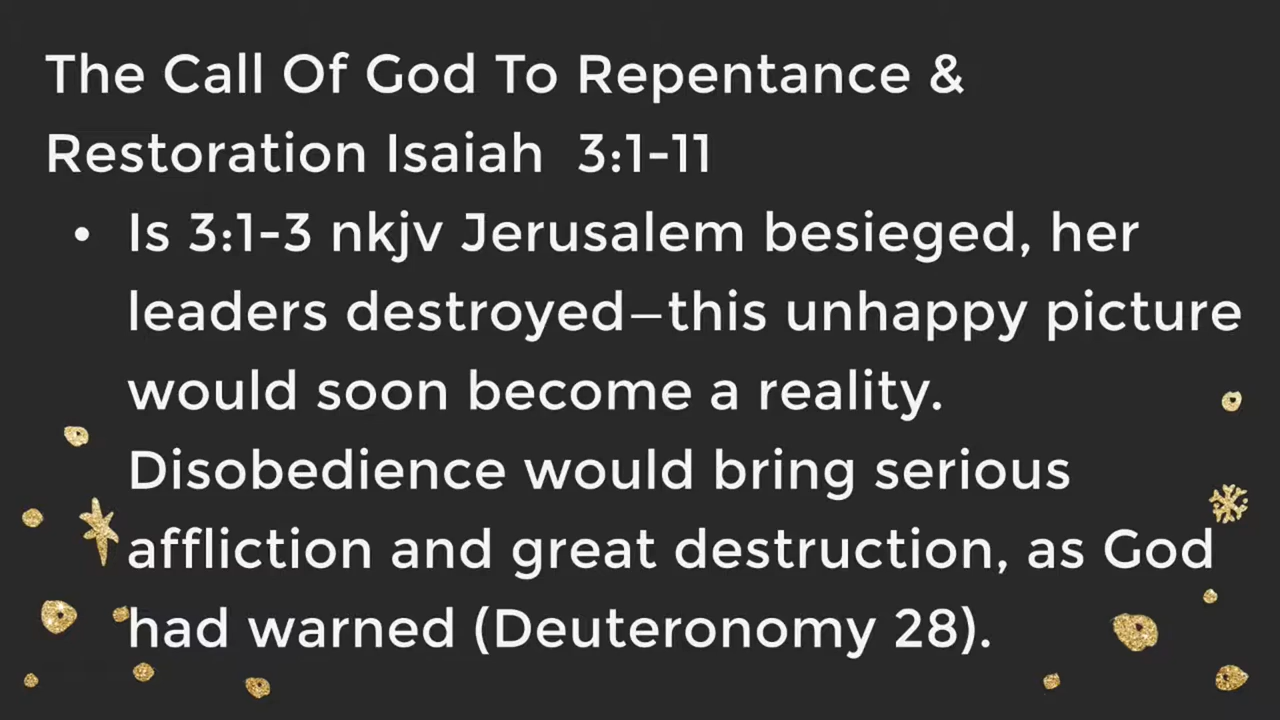 The Call Of God To Repentance &
Restoration Isaiah  3:1-11
• Is 3:1-3 nkjv Jerusalem besieged, her
leaders destroyed—this unhappy picture
would soon become a reality.
Disobedience would bring serious
affliction and great destruction, as God
had warned (Deuteronomy 28).